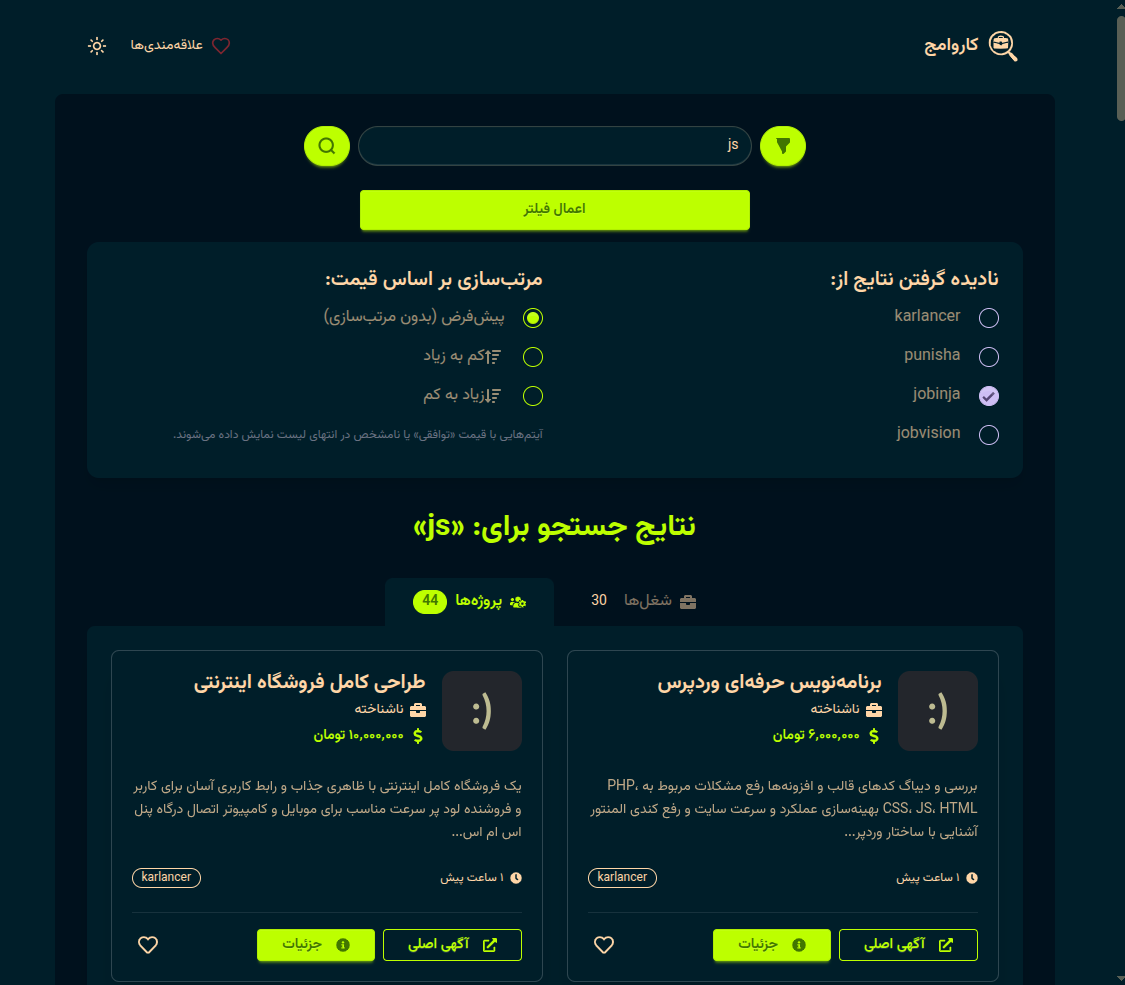 کاروامج
علاقه‌مندی‌ها
js
اعمال فیلتر
نادیده گرفتن نتایج از:
karlancer
punisha
jobinja
jobvision
مرتب‌سازی بر اساس قیمت:
پیش‌فرض (بدون مرتب‌سازی)
کم به زیاد
زیاد به کم
آیتم‌هایی با قیمت «توافقی» یا نامشخص در انتهای لیست نمایش داده می‌شوند.
نتایج جستجو برای: «js»
شغل‌ها 30
پروژه‌ها 44
برنامه‌نویس حرفه‌ای وردپرس
:)
ناشناخته
۶,۰۰۰,۰۰۰ تومان
بررسی و دیباگ کدهای قالب و افزونه‌ها رفع مشکلات مربوط به PHP،
CSS، JS، HTML بهینه‌سازی عملکرد و سرعت سایت و رفع کندی المنتور
آشنایی با ساختار وردپر...
۱ ساعت پیش
karlancer
آگهی اصلی
جزئیات
طراحی کامل فروشگاه اینترنتی
:)
ناشناخته
۱۰,۰۰۰,۰۰۰ تومان
یک فروشگاه کامل اینترنتی با ظاهری جذاب و رابط کاربری آسان برای کاربر
و فروشنده لود پر سرعت مناسب برای موبایل و کامپیوتر اتصال درگاه پنل
اس ام اس...
۱ ساعت پیش
karlancer
آگهی اصلی
جزئیات